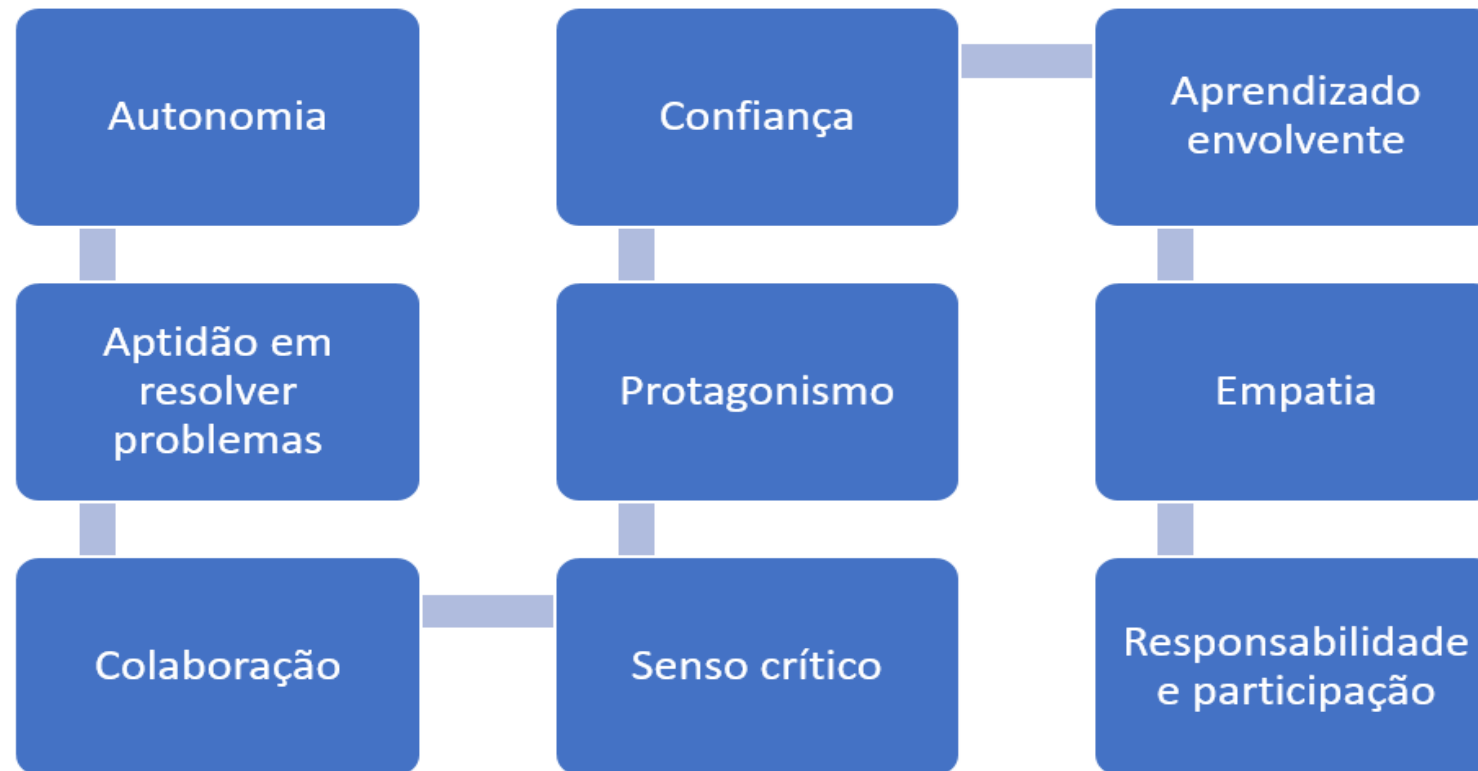 Autonomia
Aptidão em
resolver
problemas
Colaboração
Senso crítico
Protagonismo
Confiança
Aprendizado
envolvente
Empatia
Responsabilidade
e participação